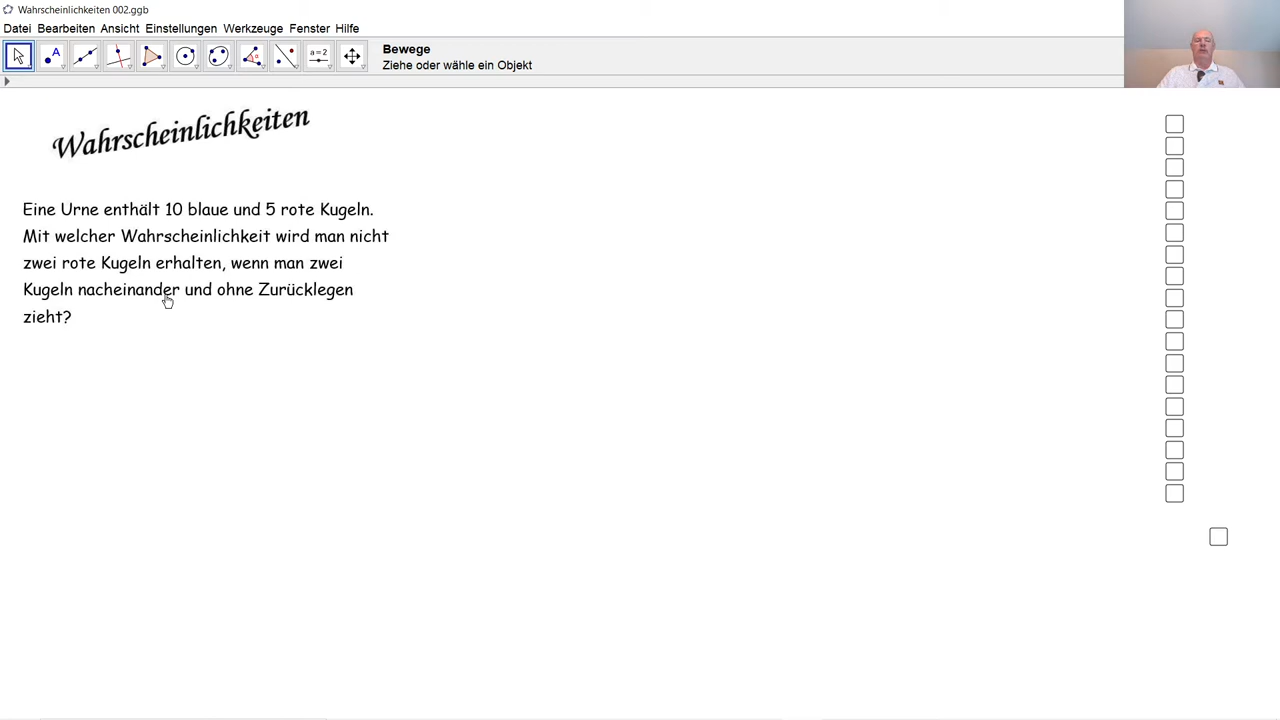 Wahrscheinlichkeiten 002.ggb
Datei Bearbeiten Ansicht Einstellungen Werkzeuge Fenster Hilfe
A
α
a=2
Bewege
Ziehe oder wähle ein Objekt
Wahrscheinlichkeiten
Eine Urne enthält 10 blaue und 5 rote Kugeln.
Mit welcher Wahrscheinlichkeit wird man nicht
zwei rote Kugeln erhalten, wenn man zwei
Kugeln nacheinander und ohne Zurücklegen
zieht?